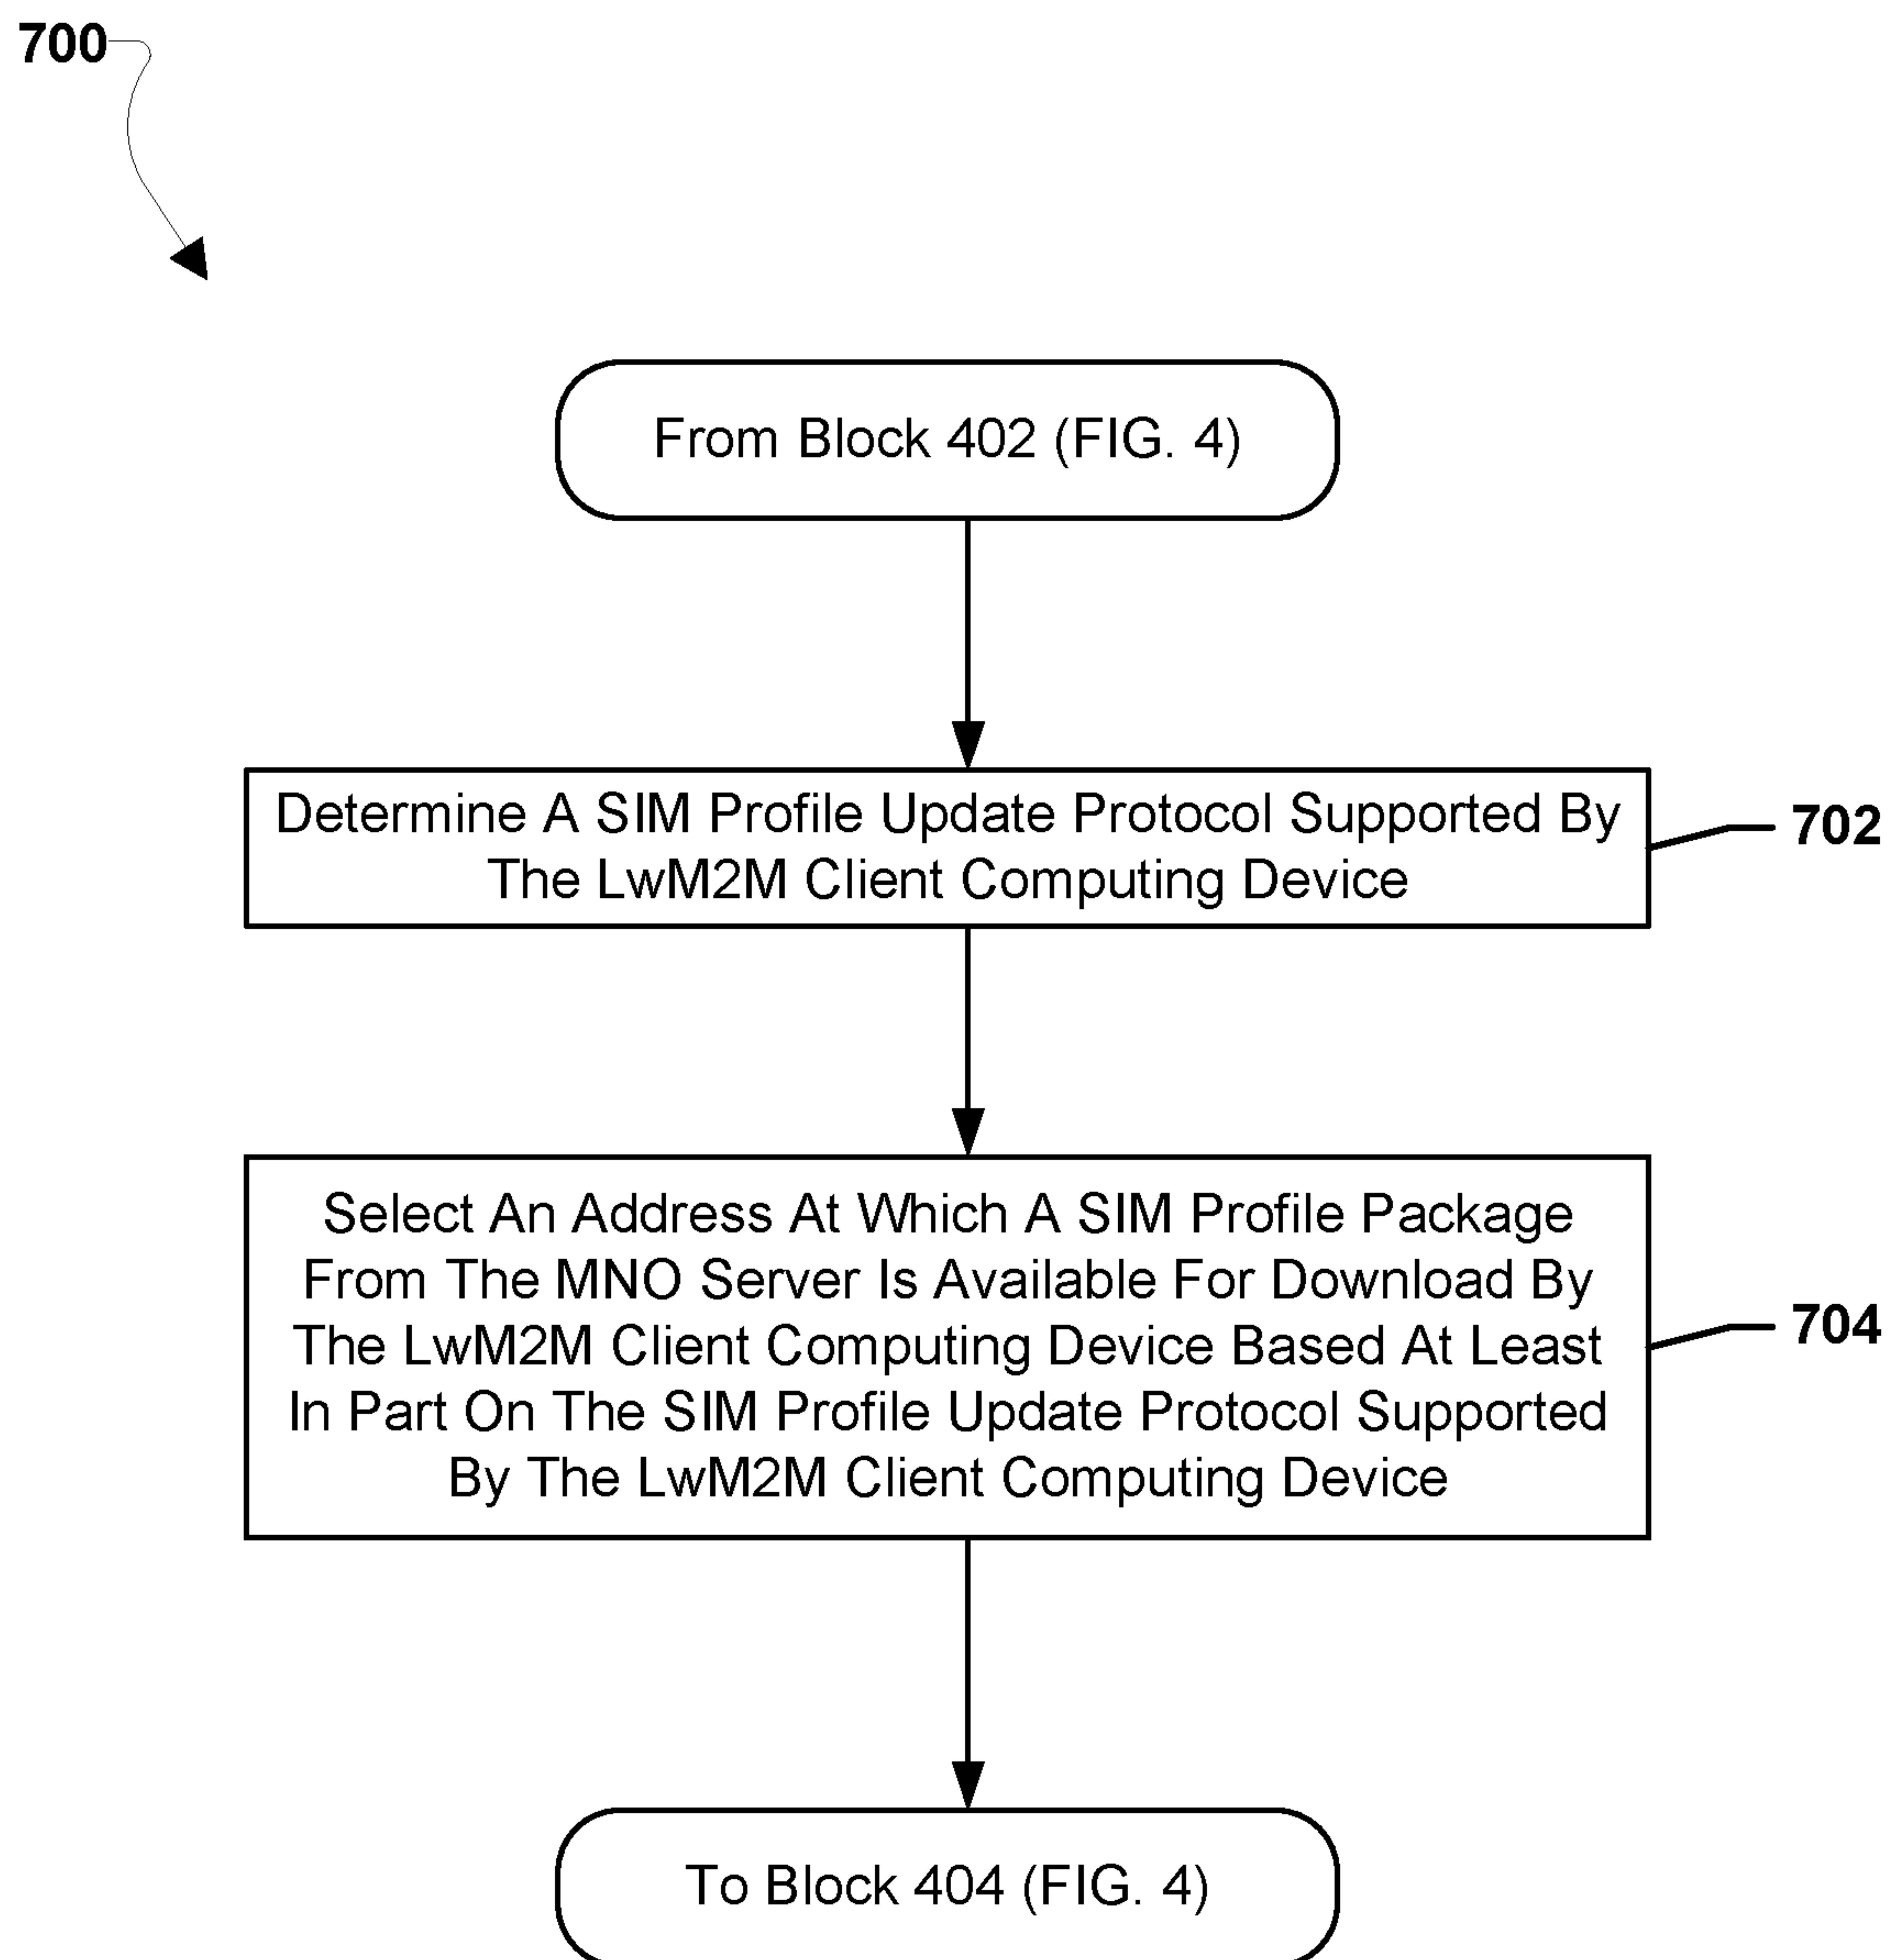 700
From Block 402 (FIG. 4)
Determine A SIM Profile Update Protocol Supported By
The LwM2M Client Computing Device
702
Select An Address At Which A SIM Profile Package
From The MNO Server Is Available For Download By
The LwM2M Client Computing Device Based At Least
In Part On The SIM Profile Update Protocol Supported
By The LwM2M Client Computing Device
704
To Block 404 (FIG. 4)